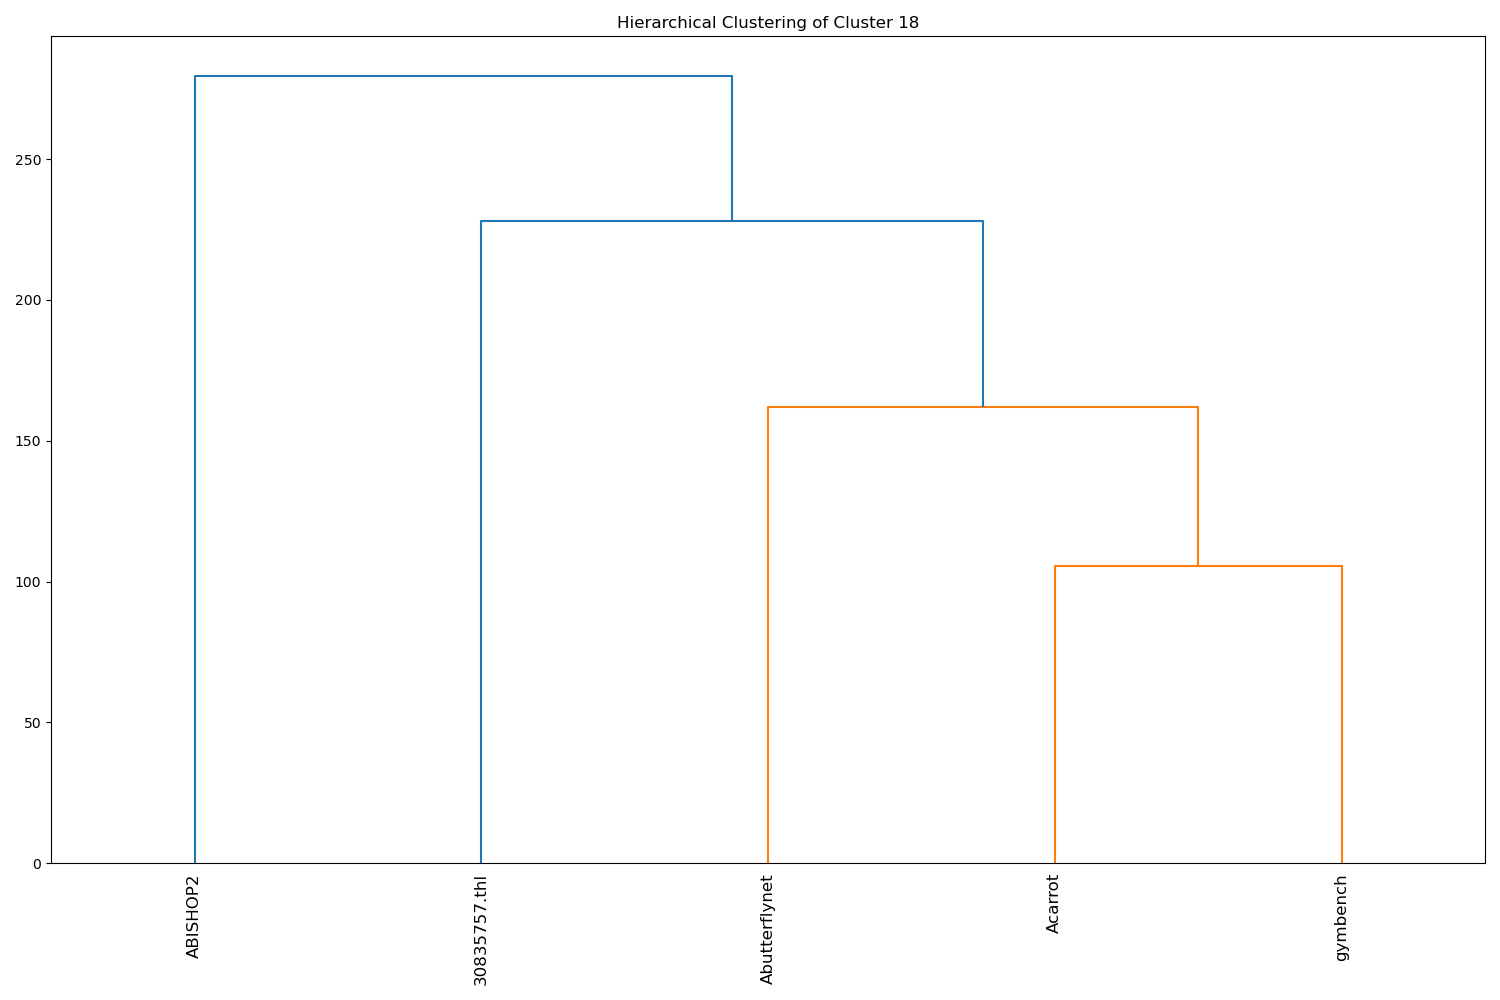 Hierarchical Clustering of Cluster 18
250
200
150
100
50
0
ABISHOP2
30835757.thl
Abutterflynet
Acarrot
gymbench